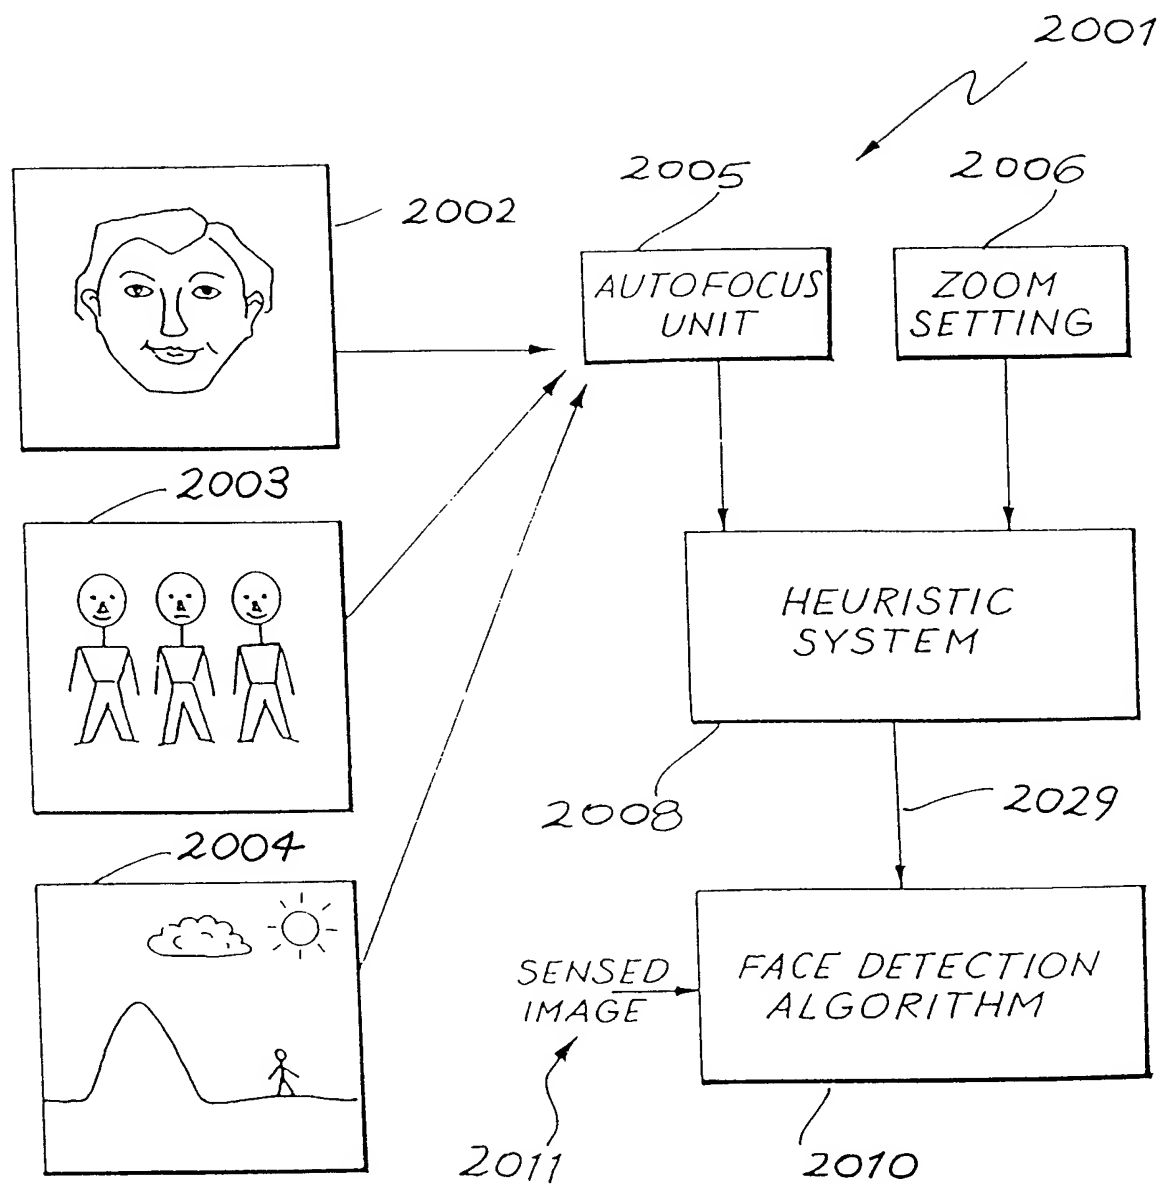 2001
2005
2006
2002
AUTOFOCUS
UNIT
ZOOM
SETTING
2003
HEURISTIC
SYSTEM
2008
2029
2004
SENSED
IMAGE
FACE DETECTION
ALGORITHM
2011
2010